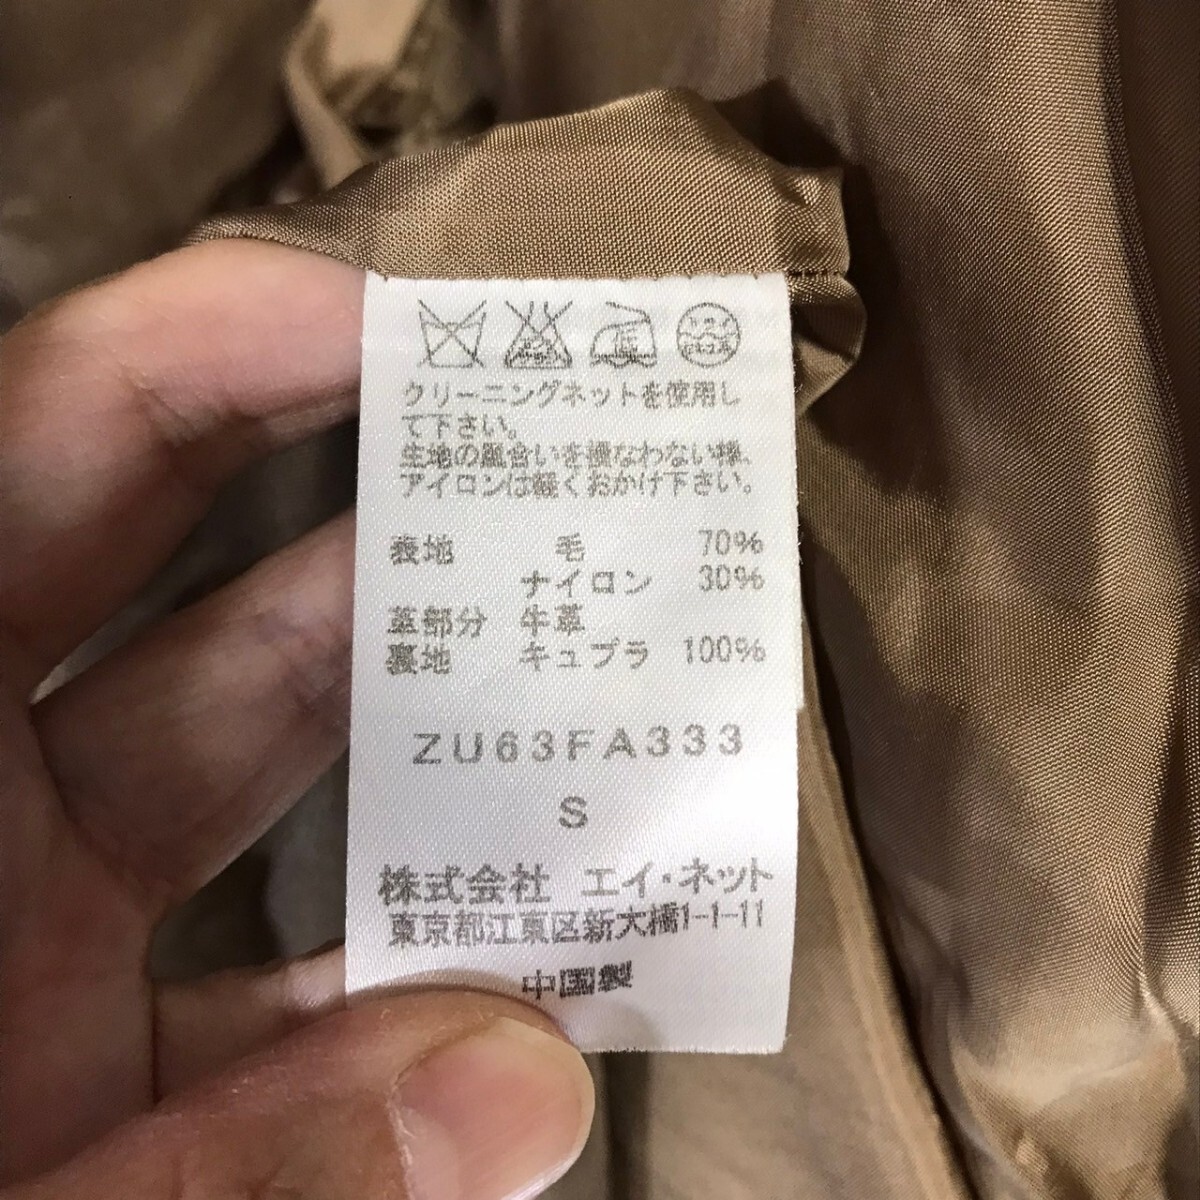 クリーニングネットを使用し
て下さい。
生地の風合いを損なわない様、
アイロンは軽くおかけ下さい。
表地 毛 70%
ナイロン 30%
革部分 牛革
裏地 キュプラ 100%
ZU63FA333
S
株式会社 エイ・ネット
東京都江東区新大橋1-1-11
中国製